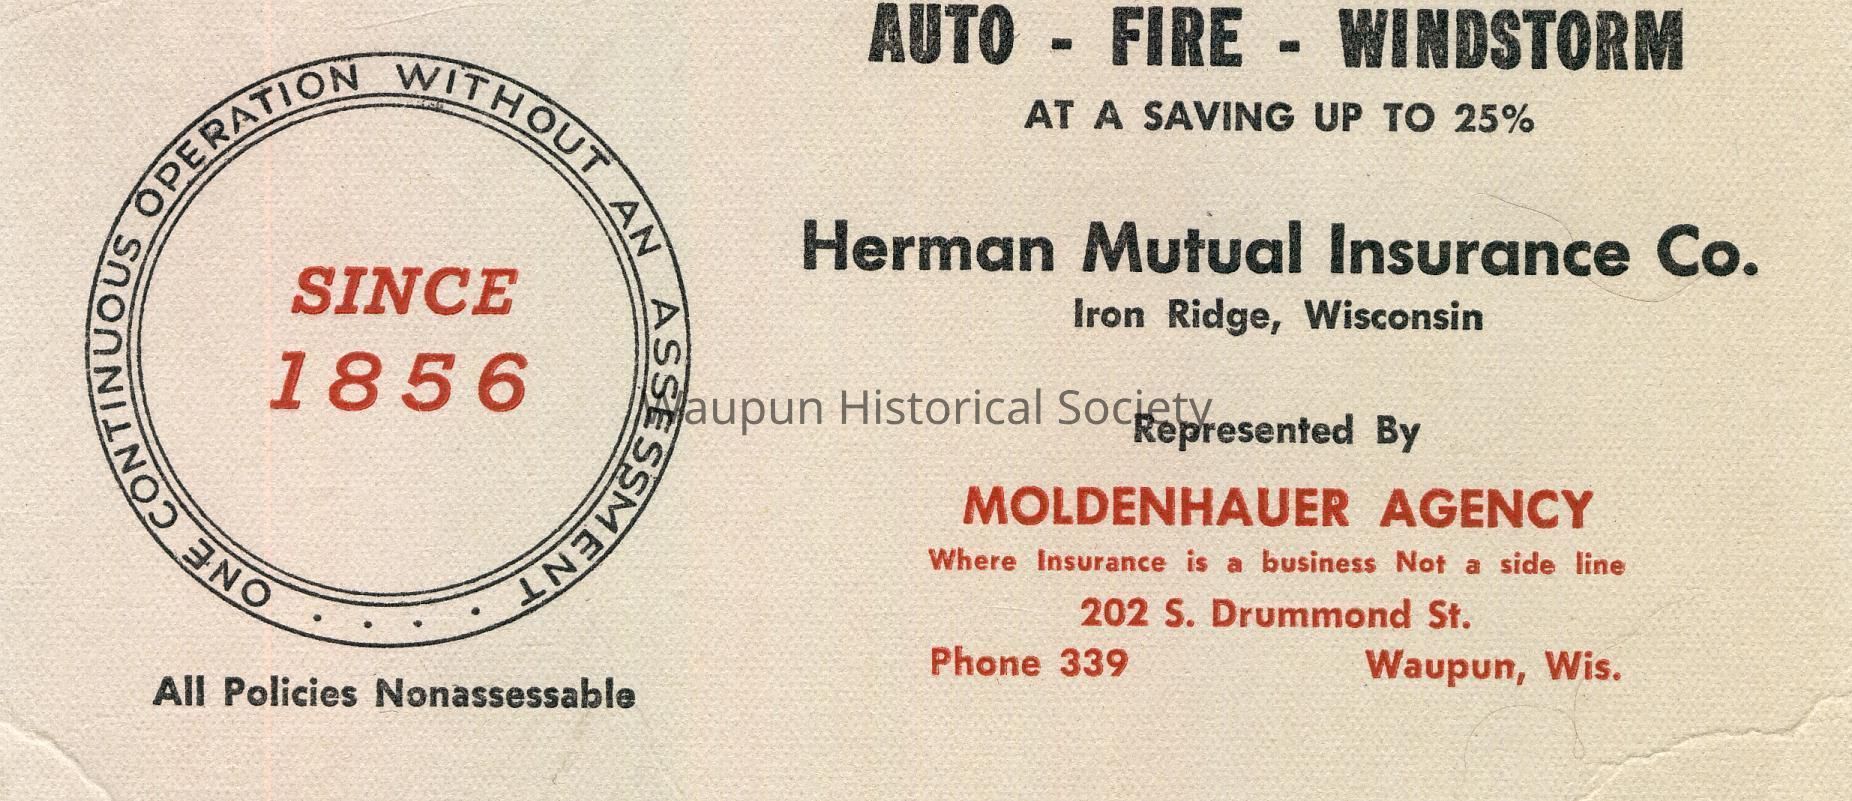 AUTO - FIRE - WINDSTORM
AT A SAVING UP TO 25%
ONE CONTINUOUS OPERATION WITHOUT AN ASSESSMENT . . . .
SINCE
1856
All Policies Nonassessable
Herman Mutual Insurance Co.
Iron Ridge, Wisconsin
Waupun Historical Society
Represented By
MOLDENHAUER AGENCY
Where Insurance is a business Not a side line
202 S. Drummond St.
Phone 339 Waupun, Wis.